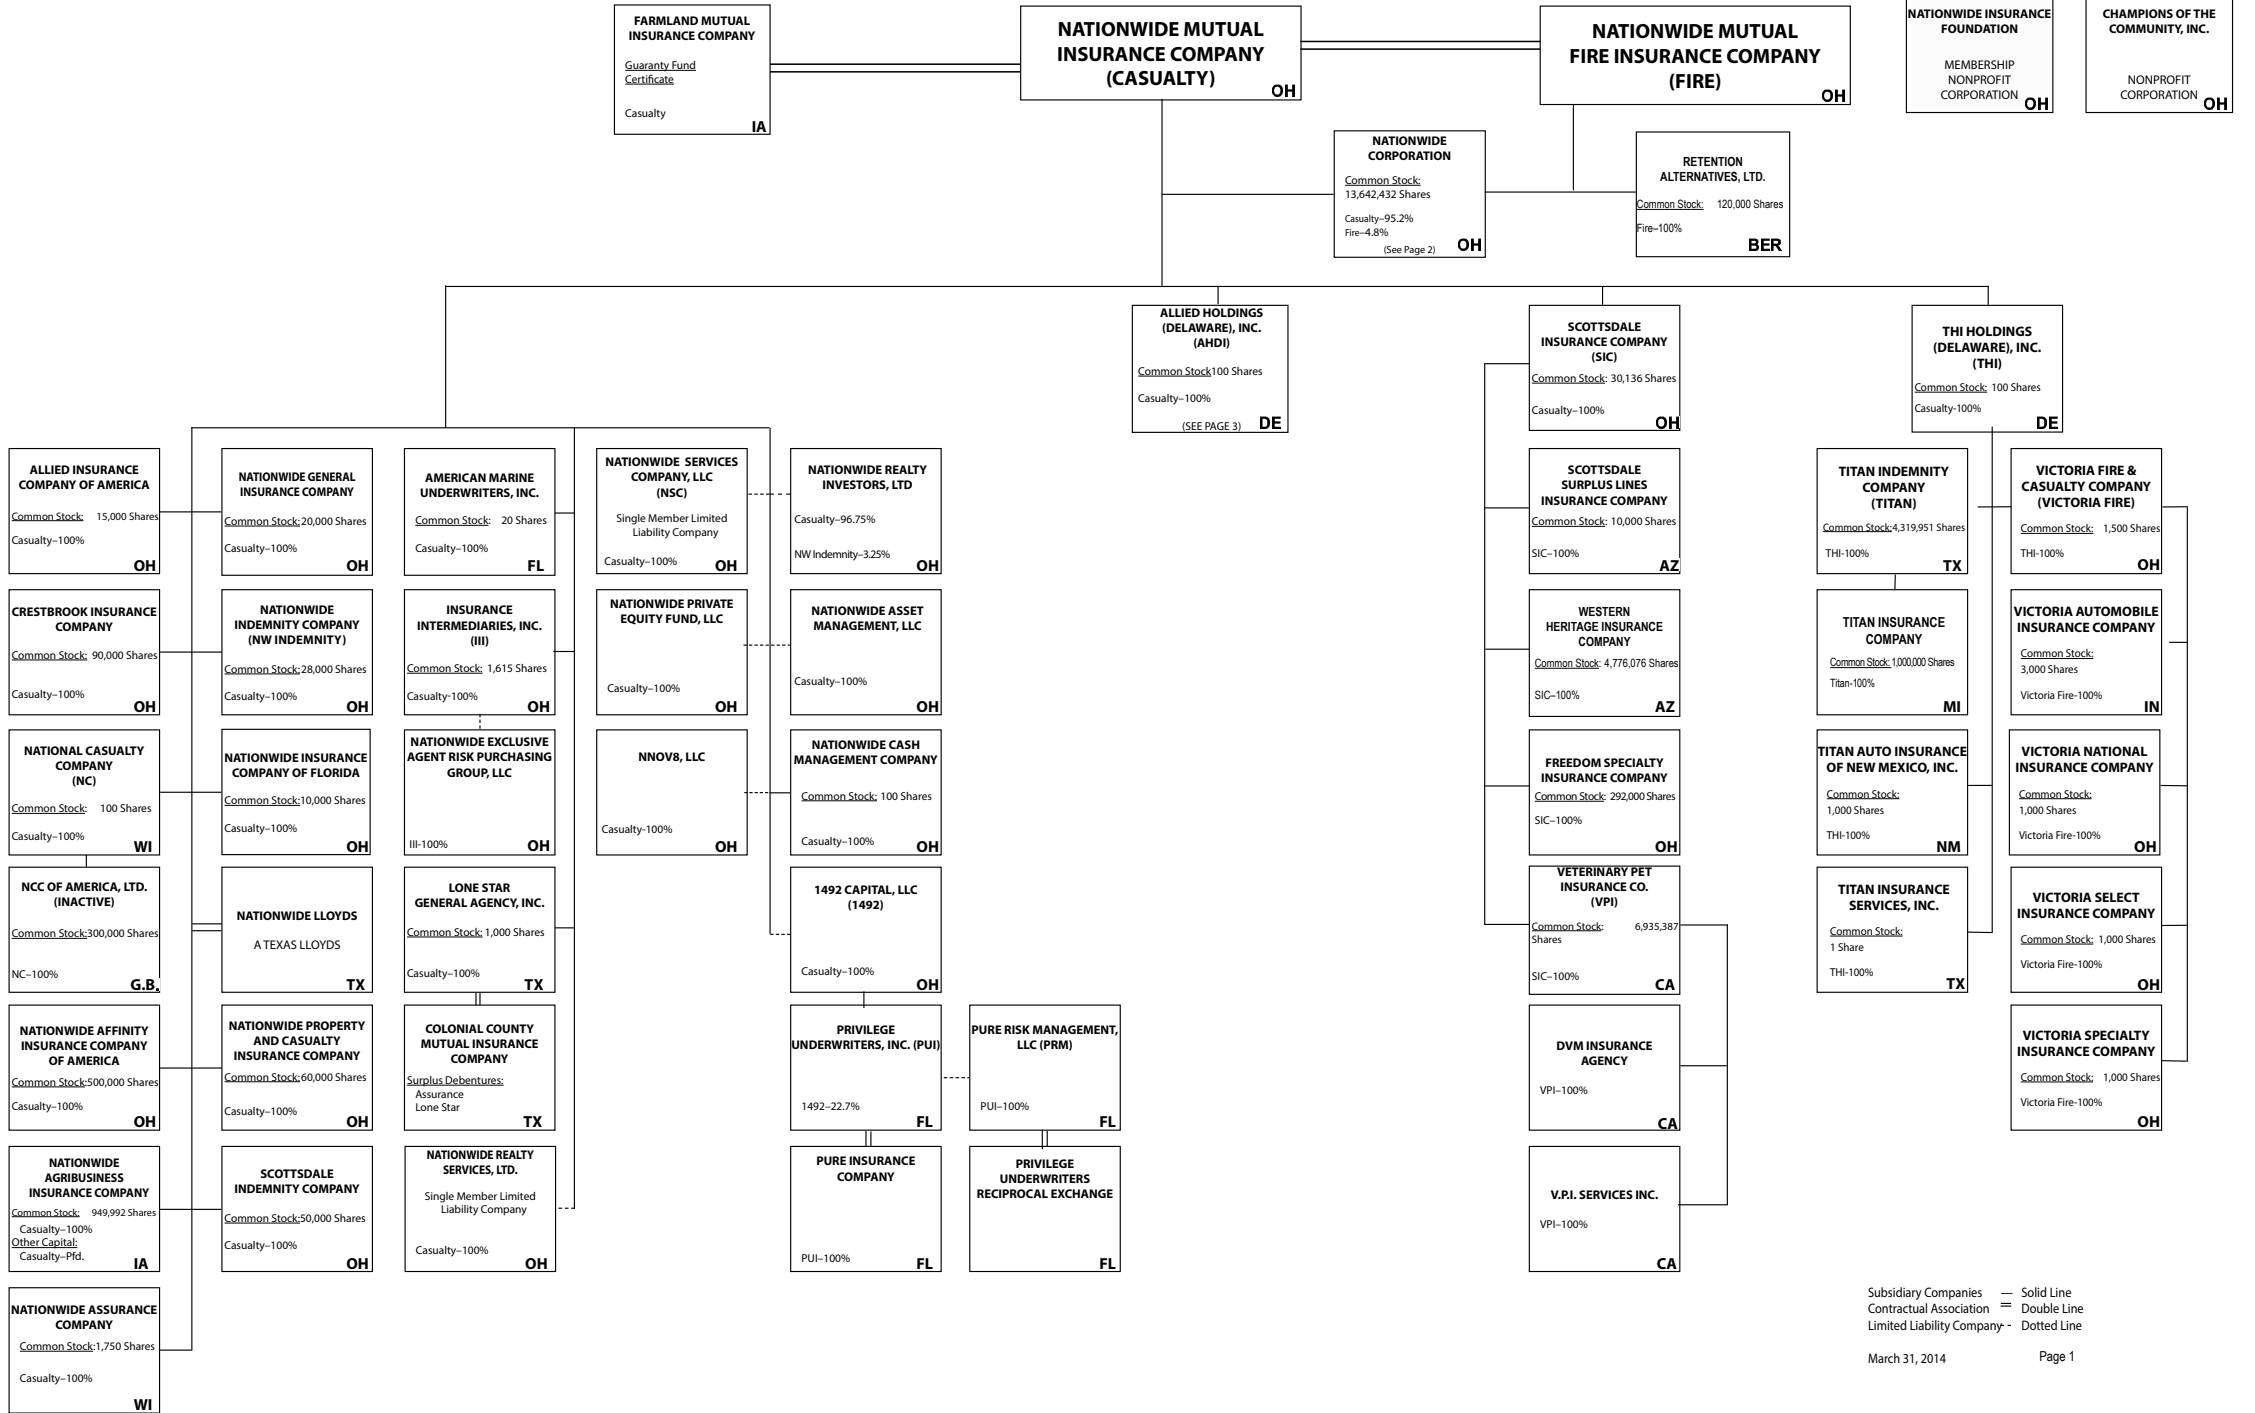 FARMLAND MUTUAL
INSURANCE COMPANY
Guaranty Fund
Certificate
Casualty
IA
NATIONWIDE MUTUAL
INSURANCE COMPANY
(CASUALTY)
OH
NATIONWIDE MUTUAL
FIRE INSURANCE COMPANY
(FIRE)
OH
NATIONWIDE INSURANCE
FOUNDATION
MEMBERSHIP
NONPROFIT
CORPORATION
OH
CHAMPIONS OF THE
COMMUNITY, INC.
NONPROFIT
CORPORATION
OH
NATIONWIDE
CORPORATION
Common Stock:
13,642,432 Shares
Casualty–95.2%
Fire–4.8%
(See Page 2)
OH
RETENTION
ALTERNATIVES, LTD.
Common Stock: 120,000 Shares
Fire–100%
BER
ALLIED HOLDINGS
(DELAWARE), INC.
(AHDI)
Common Stock100 Shares
Casualty–100%
(SEE PAGE 3)
DE
SCOTTSDALE
INSURANCE COMPANY
(SIC)
Common Stock: 30,136 Shares
Casualty–100%
OH
THI HOLDINGS
(DELAWARE), INC.
(THI)
Common Stock: 100 Shares
Casualty-100%
DE
ALLIED INSURANCE
COMPANY OF AMERICA
Common Stock: 15,000 Shares
Casualty–100%
OH
NATIONWIDE GENERAL
INSURANCE COMPANY
Common Stock:20,000 Shares
Casualty–100%
OH
AMERICAN MARINE
UNDERWRITERS, INC.
Common Stock: 20 Shares
Casualty–100%
FL
NATIONWIDE SERVICES
COMPANY, LLC
(NSC)
Single Member Limited
Liability Company
Casualty–100%
OH
NATIONWIDE REALTY
INVESTORS, LTD
Casualty–96.75%
NW Indemnity–3.25%
OH
SCOTTSDALE
SURPLUS LINES
INSURANCE COMPANY
Common Stock: 10,000 Shares
SIC–100%
AZ
TITAN INDEMNITY
COMPANY
(TITAN)
Common Stock:4,319,951 Shares
THI-100%
TX
VICTORIA FIRE &
CASUALTY COMPANY
(VICTORIA FIRE)
Common Stock: 1,500 Shares
THI-100%
OH
CRESTBROOK INSURANCE
COMPANY
Common Stock: 90,000 Shares
Casualty–100%
OH
NATIONWIDE
INDEMNITY COMPANY
(NW INDEMNITY)
Common Stock:28,000 Shares
Casualty–100%
OH
INSURANCE
INTERMEDIARIES, INC.
(III)
Common Stock: 1,615 Shares
Casualty-100%
OH
NATIONWIDE PRIVATE
EQUITY FUND, LLC
Casualty–100%
OH
NATIONWIDE ASSET
MANAGEMENT, LLC
Casualty–100%
OH
WESTERN
HERITAGE INSURANCE
COMPANY
Common Stock: 4,776,076 Shares
SIC–100%
AZ
TITAN INSURANCE
COMPANY
Common Stock: 1,000,000 Shares
Titan-100%
MI
VICTORIA AUTOMOBILE
INSURANCE COMPANY
Common Stock:
3,000 Shares
Victoria Fire-100%
IN
NATIONAL CASUALTY
COMPANY
(NC)
Common Stock: 100 Shares
Casualty–100%
WI
NATIONWIDE INSURANCE
COMPANY OF FLORIDA
Common Stock:10,000 Shares
Casualty–100%
OH
NATIONWIDE EXCLUSIVE
AGENT RISK PURCHASING
GROUP, LLC
III-100%
OH
NNOV8, LLC
Casualty-100%
OH
NATIONWIDE CASH
MANAGEMENT COMPANY
Common Stock: 100 Shares
Casualty–100%
OH
FREEDOM SPECIALTY
INSURANCE COMPANY
Common Stock: 292,000 Shares
SIC–100%
OH
TITAN AUTO INSURANCE
OF NEW MEXICO, INC.
Common Stock:
1,000 Shares
THI-100%
NM
VICTORIA NATIONAL
INSURANCE COMPANY
Common Stock:
1,000 Shares
Victoria Fire-100%
OH
NCC OF AMERICA, LTD.
(INACTIVE)
Common Stock:300,000 Shares
NC–100%
G.B.
NATIONWIDE LLOYDS
A TEXAS LLOYDS
TX
LONE STAR
GENERAL AGENCY, INC.
Common Stock: 1,000 Shares
Casualty–100%
TX
1492 CAPITAL, LLC
(1492)
Casualty–100%
OH
VETERINARY PET
INSURANCE CO.
(VPI)
Common Stock: 6,935,387
Shares
SIC–100%
CA
TITAN INSURANCE
SERVICES, INC.
Common Stock:
1 Share
THI-100%
TX
VICTORIA SELECT
INSURANCE COMPANY
Common Stock: 1,000 Shares
Victoria Fire-100%
OH
NATIONWIDE AFFINITY
INSURANCE COMPANY
OF AMERICA
Common Stock:500,000 Shares
Casualty–100%
OH
NATIONWIDE PROPERTY
AND CASUALTY
INSURANCE COMPANY
Common Stock:60,000 Shares
Casualty–100%
OH
COLONIAL COUNTY
MUTUAL INSURANCE
COMPANY
Surplus Debentures:
Assurance
Lone Star
TX
PRIVILEGE
UNDERWRITERS, INC. (PUI)
1492–22.7%
FL
PURE RISK MANAGEMENT,
LLC (PRM)
PUI–100%
FL
DVM INSURANCE
AGENCY
VPI–100%
CA
VICTORIA SPECIALTY
INSURANCE COMPANY
Common Stock: 1,000 Shares
Victoria Fire-100%
OH
NATIONWIDE
AGRIBUSINESS
INSURANCE COMPANY
Common Stock: 949,992 Shares
Casualty–100%
Other Capital:
Casualty–Pfd.
IA
SCOTTSDALE
INDEMNITY COMPANY
Common Stock:50,000 Shares
Casualty–100%
OH
NATIONWIDE REALTY
SERVICES, LTD.
Single Member Limited
Liability Company
Casualty–100%
OH
PURE INSURANCE
COMPANY
PUI–100%
FL
PRIVILEGE
UNDERWRITERS
RECIPROCAL EXCHANGE
FL
V.P.I. SERVICES INC.
VPI–100%
CA
NATIONWIDE ASSURANCE
COMPANY
Common Stock:1,750 Shares
Casualty–100%
WI
Subsidiary Companies — Solid Line
Contractual Association = Double Line
Limited Liability Company- - Dotted Line
March 31, 2014 Page 1